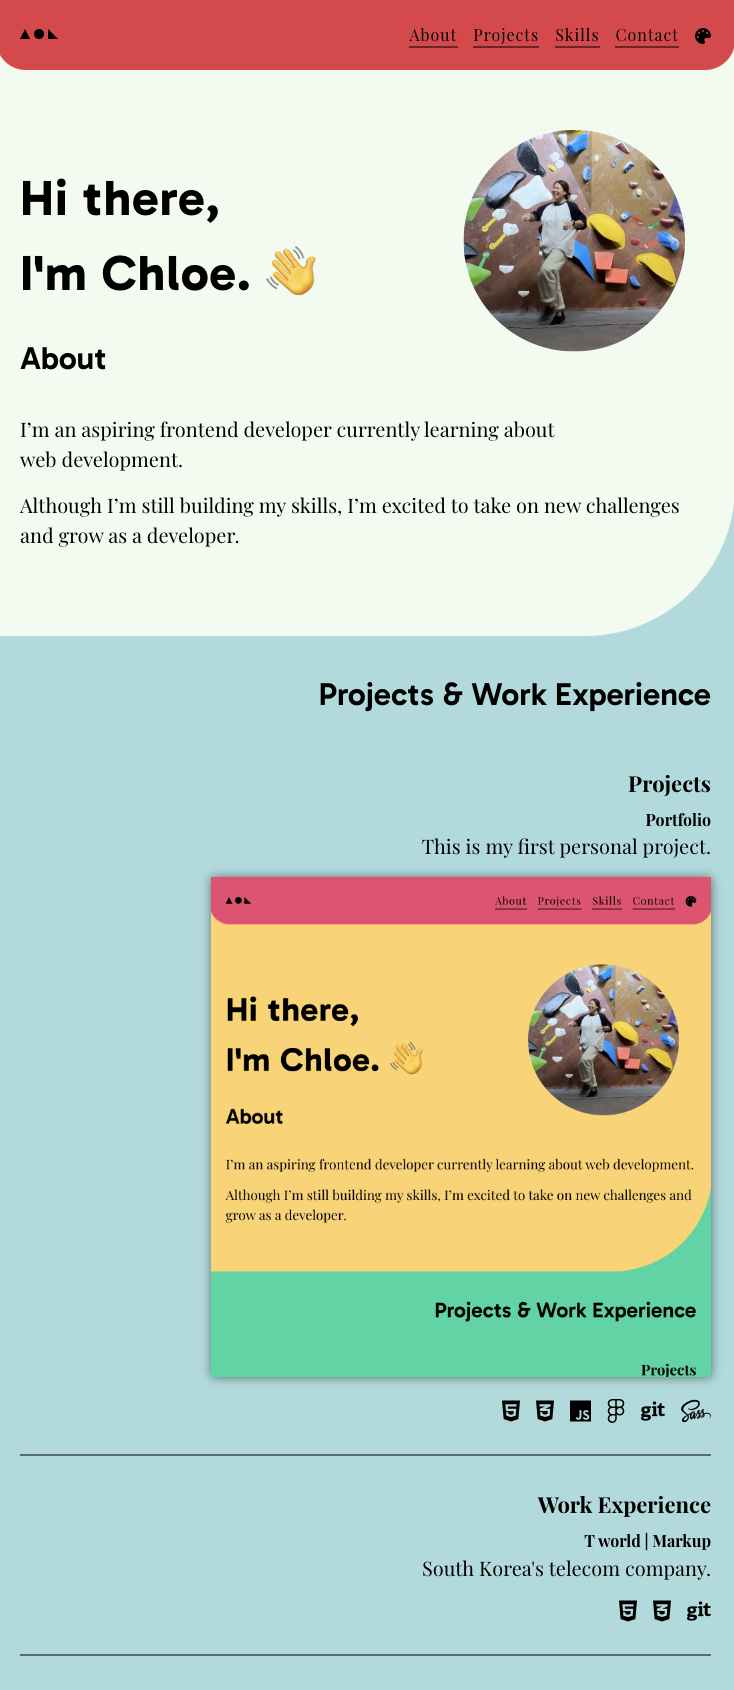 About Projects Skills Contact
Hi there,
I'm Chloe. 👋
About
I’m an aspiring frontend developer currently learning about
web development.
Although I’m still building my skills, I’m excited to take on new challenges
and grow as a developer.
Projects & Work Experience
Projects
Portfolio
This is my first personal project.
About Projects Skills Contact
Hi there,
I'm Chloe. 👋
About
I’m an aspiring frontend developer currently learning about web development.
Although I’m still building my skills, I’m excited to take on new challenges and
grow as a developer.
Projects & Work Experience
Projects
5 3 JS git Sass
Work Experience
T world | Markup
South Korea's telecom company.
5 3 git